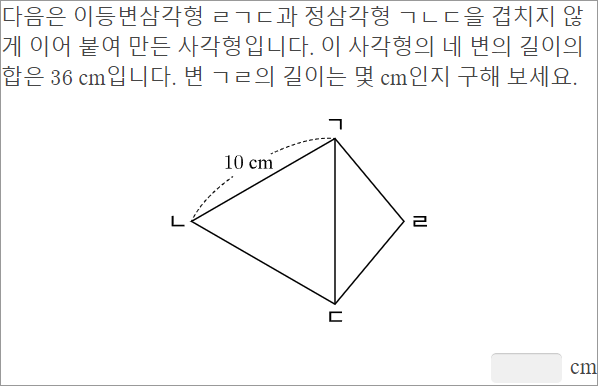 다음은 이등변삼각형 ㄹㄱㄷ과 정삼각형 ㄱㄴㄷ을 겹치지 않
게 이어 붙여 만든 사각형입니다. 이 사각형의 네 변의 길이의
합은 36 cm입니다. 변 ㄱㄹ의 길이는 몇 cm인지 구해 보세요.
ㄱ
10 cm
ㄴ
ㄹ
ㄷ
cm